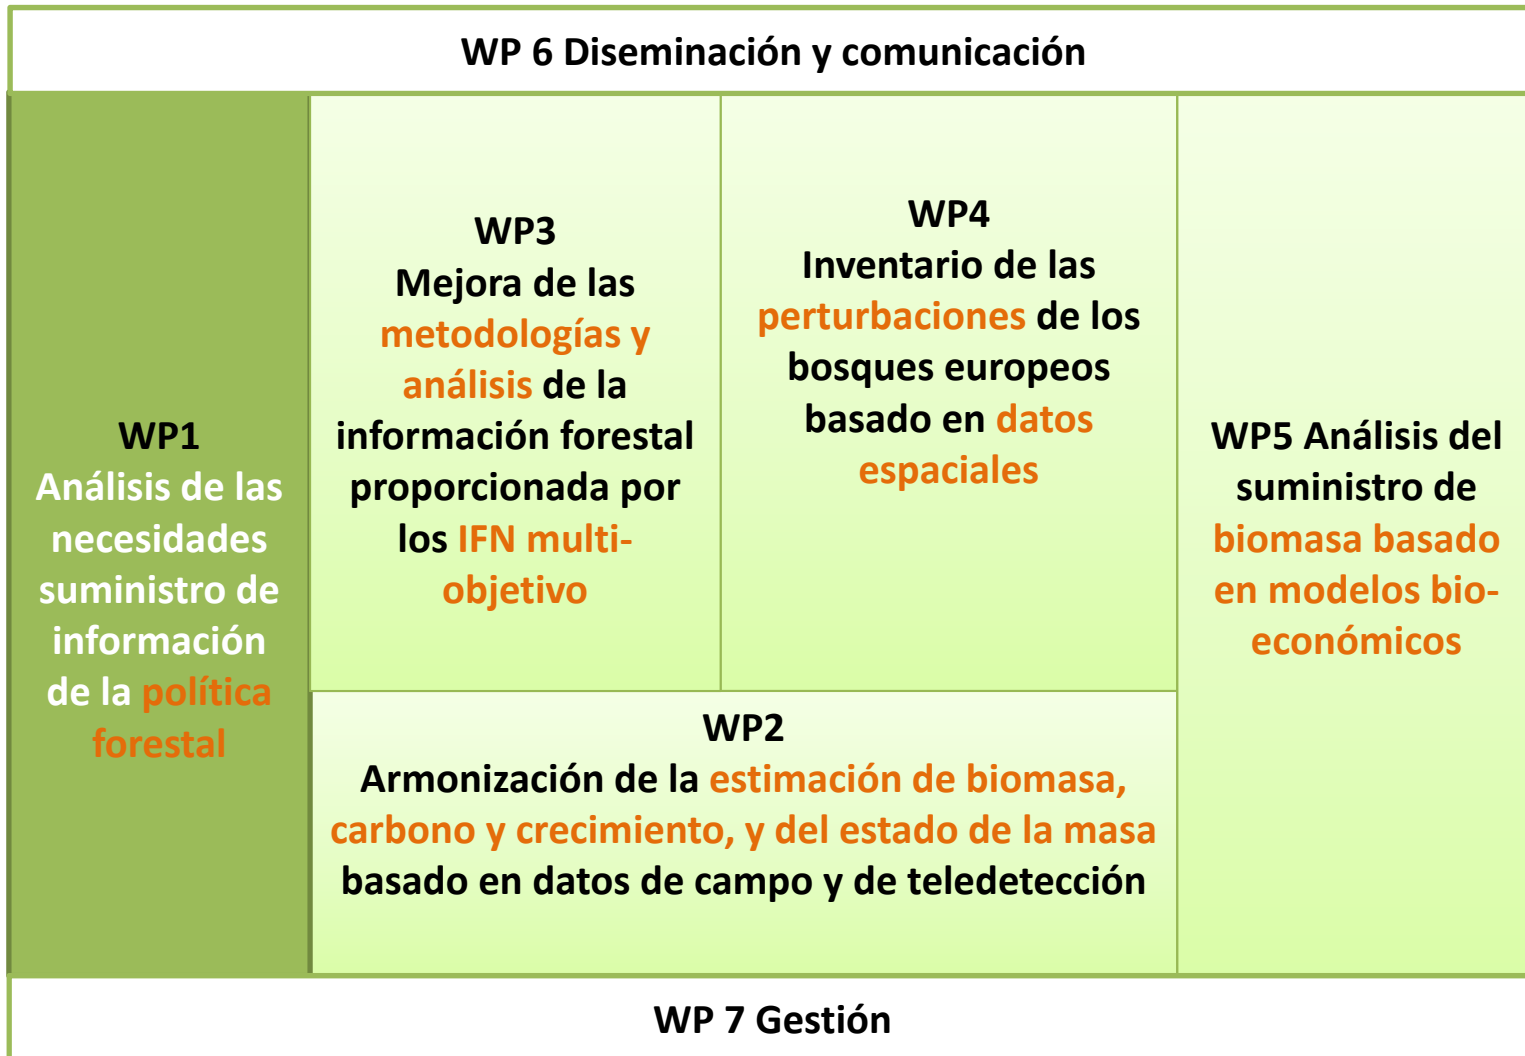 WP 6 Diseminación y comunicación
WP1
Análisis de las
necesidades
suministro de
información
de la política
forestal
WP3
Mejora de las
metodologías y
análisis de la
información forestal
proporcionada por
los IFN multi-
objetivo
WP4
Inventario de las
perturbaciones de los
bosques europeos
basado en datos
espaciales
WP5 Análisis del
suministro de
biomasa basado
en modelos bio-
económicos
WP2
Armonización de la estimación de biomasa,
carbono y crecimiento, y del estado de la masa
basado en datos de campo y de teledetección
WP 7 Gestión